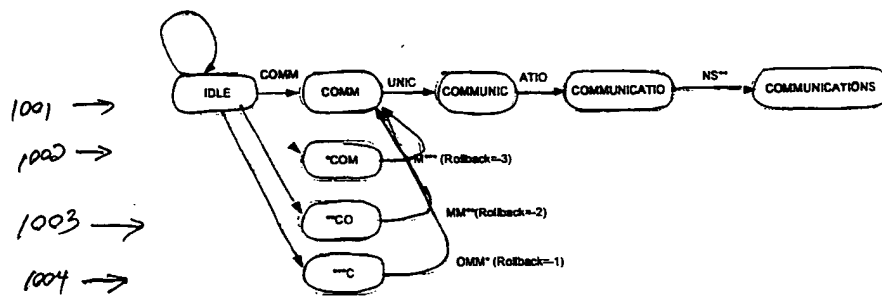 COMM UNIC ATIO NS**
1001 IDLE COMM COMMUNIC COMMUNICATIO COMMUNICATIONS
1002 *COM M*** (Rollback=-3)
1003 **CO MM**(Rollback=-2)
1004 ***C OMM* (Rollback=-1)